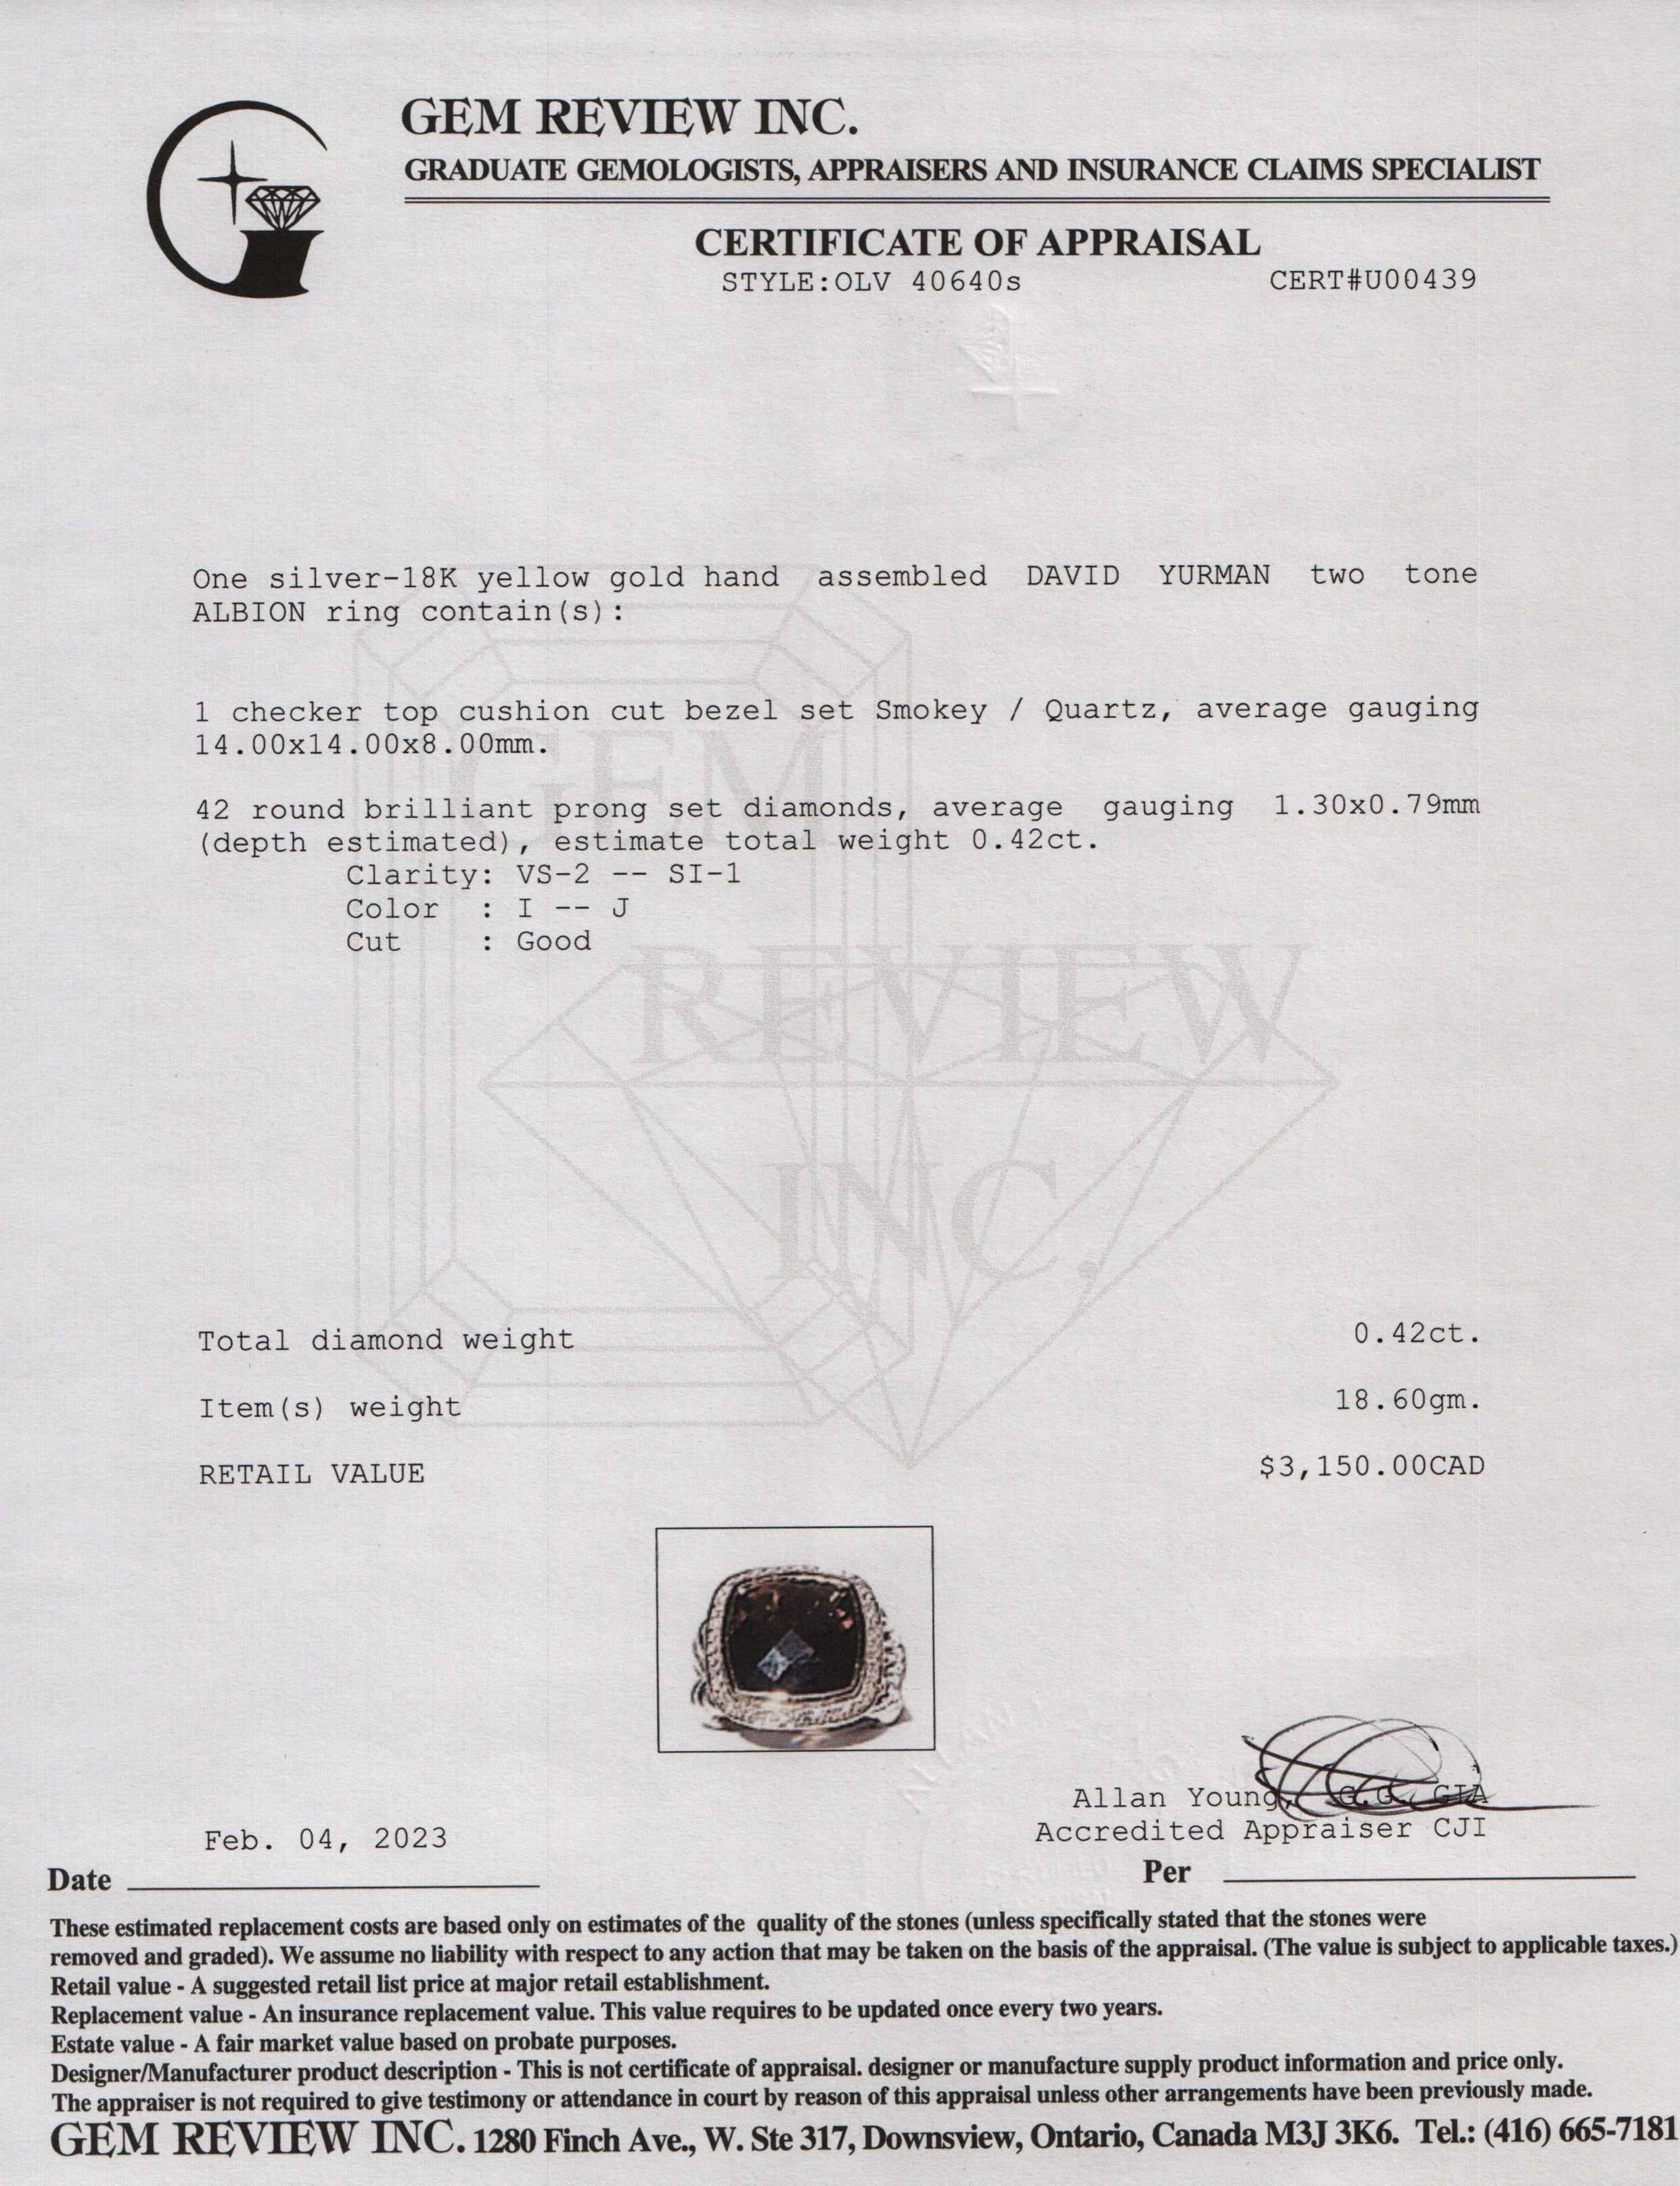 GEM REVIEW INC.
GRADUATE GEMOLOGISTS, APPRAISERS AND INSURANCE CLAIMS SPECIALIST
CERTIFICATE OF APPRAISAL
STYLE:OLV 40640s CERT#U00439
One silver-18K yellow gold hand assembled DAVID YURMAN two tone
ALBION ring contain(s):
1 checker top cushion cut bezel set Smokey / Quartz, average gauging
14.00x14.00x8.00mm.
42 round brilliant prong set diamonds, average gauging 1.30x0.79mm
(depth estimated), estimate total weight 0.42ct.
Clarity: VS-2 -- SI-1
Color : I -- J
Cut : Good
GEM
REVIEW
INC.
Total diamond weight 0.42ct.
Item(s) weight 18.60gm.
RETAIL VALUE $3,150.00CAD
Allan Young, G.G. GIA
Accredited Appraiser CJI
Feb. 04, 2023
Date Per
These estimated replacement costs are based only on estimates of the quality of the stones (unless specifically stated that the stones were
removed and graded). We assume no liability with respect to any action that may be taken on the basis of the appraisal. (The value is subject to applicable taxes.)
Retail value - A suggested retail list price at major retail establishment.
Replacement value - An insurance replacement value. This value requires to be updated once every two years.
Estate value - A fair market value based on probate purposes.
Designer/Manufacturer product description - This is not certificate of appraisal. designer or manufacture supply product information and price only.
The appraiser is not required to give testimony or attendance in court by reason of this appraisal unless other arrangements have been previously made.
GEM REVIEW INC. 1280 Finch Ave., W. Ste 317, Downsview, Ontario, Canada M3J 3K6. Tel.: (416) 665-7181